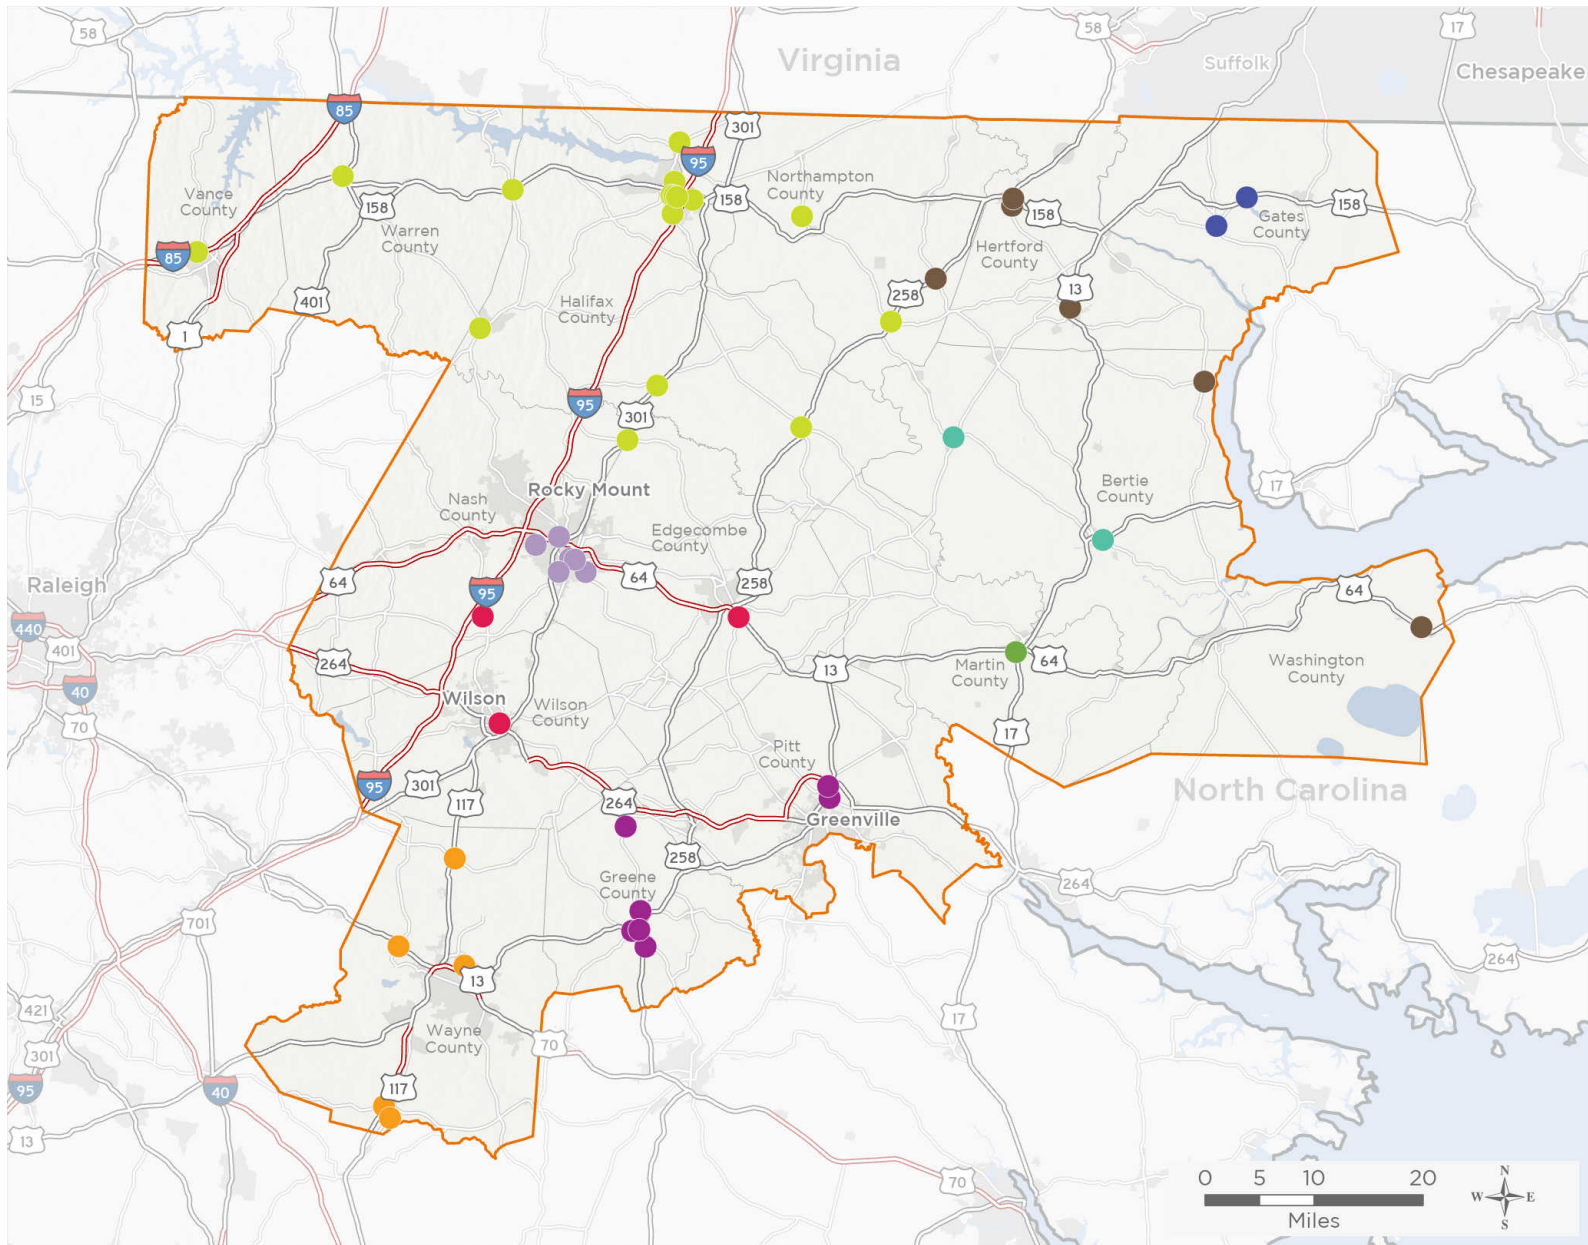 58
58
17
Virginia
Suffolk
Chesapeake
85
301
95
Northampton
County
Vance
County
158
158
158
158
Gates
County
Warren
County
Hertford
County
85
13
258
401
Halifax
County
1
15
95
301
17
Rocky Mount
Nash
County
Bertie
County
Edgecombe
County
Raleigh
64
95
64
258
64
440
401
264
Martin
County
64
Washington
County
13
40
70
Wilson
Wilson
County
17
Pitt
County
95
301
117
264
North Carolina
Greenville
258
Greene
County
264
701
264
13
421
17
Wayne
County
70
301
95
40
117
13
70
0 5 10 20
Miles
N
W E
S